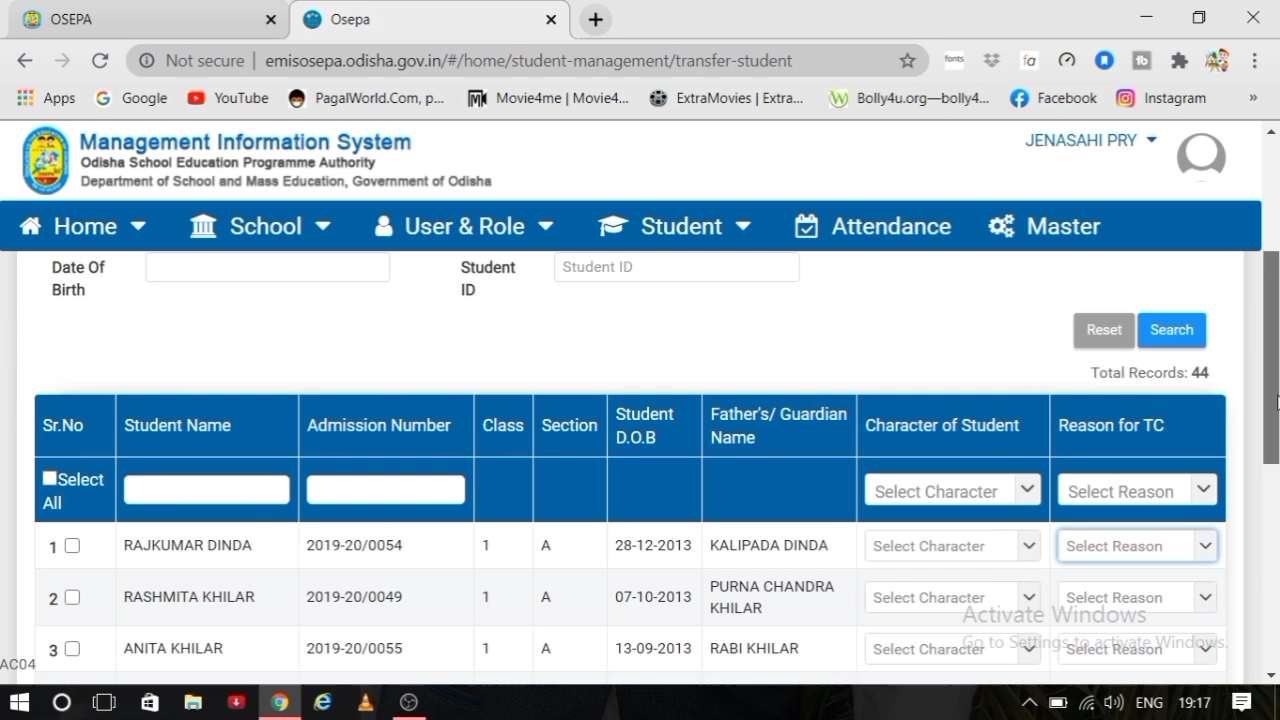 OSEPA
Osepa
Not secure emisosepa.odisha.gov.in/#/home/student-management/transfer-student
fonts fa tb
Apps Google YouTube PagalWorld.Com, p... Movie4me | Movie4... ExtraMovies | Extra... Bolly4u.org—bolly4... Facebook Instagram »
Management Information System
Odisha School Education Programme Authority
Department of School and Mass Education, Government of Odisha
JENASAHI PRY
Home School User & Role Student Attendance Master
Date Of Birth
Student ID
Student ID
Reset Search
Total Records: 44
Sr.No Student Name Admission Number Class Section Student D.O.B Father's/ Guardian Name Character of Student Reason for TC
Select All Select Character Select Reason
1 RAJKUMAR DINDA 2019-20/0054 1 A 28-12-2013 KALIPADA DINDA Select Character Select Reason
2 RASHMITA KHILAR 2019-20/0049 1 A 07-10-2013 PURNA CHANDRA KHILAR Select Character Select Reason
Activate Windows
Go to Settings to activate Windows.
3 ANITA KHILAR 2019-20/0055 1 A 13-09-2013 RABI KHILAR Select Character Select Reason
AC04
ENG 19:17